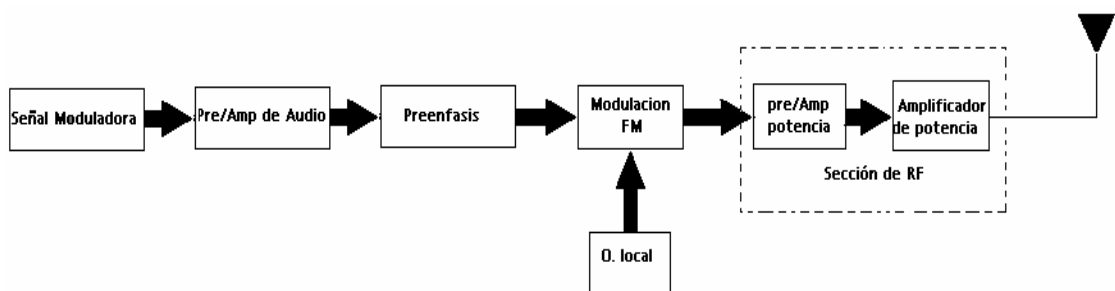 Señal Moduladora
Pre/Amp de Audio
Preenfasis
Modulacion
FM
pre/Amp
potencia
Amplificador
de potencia
Sección de RF
O. local